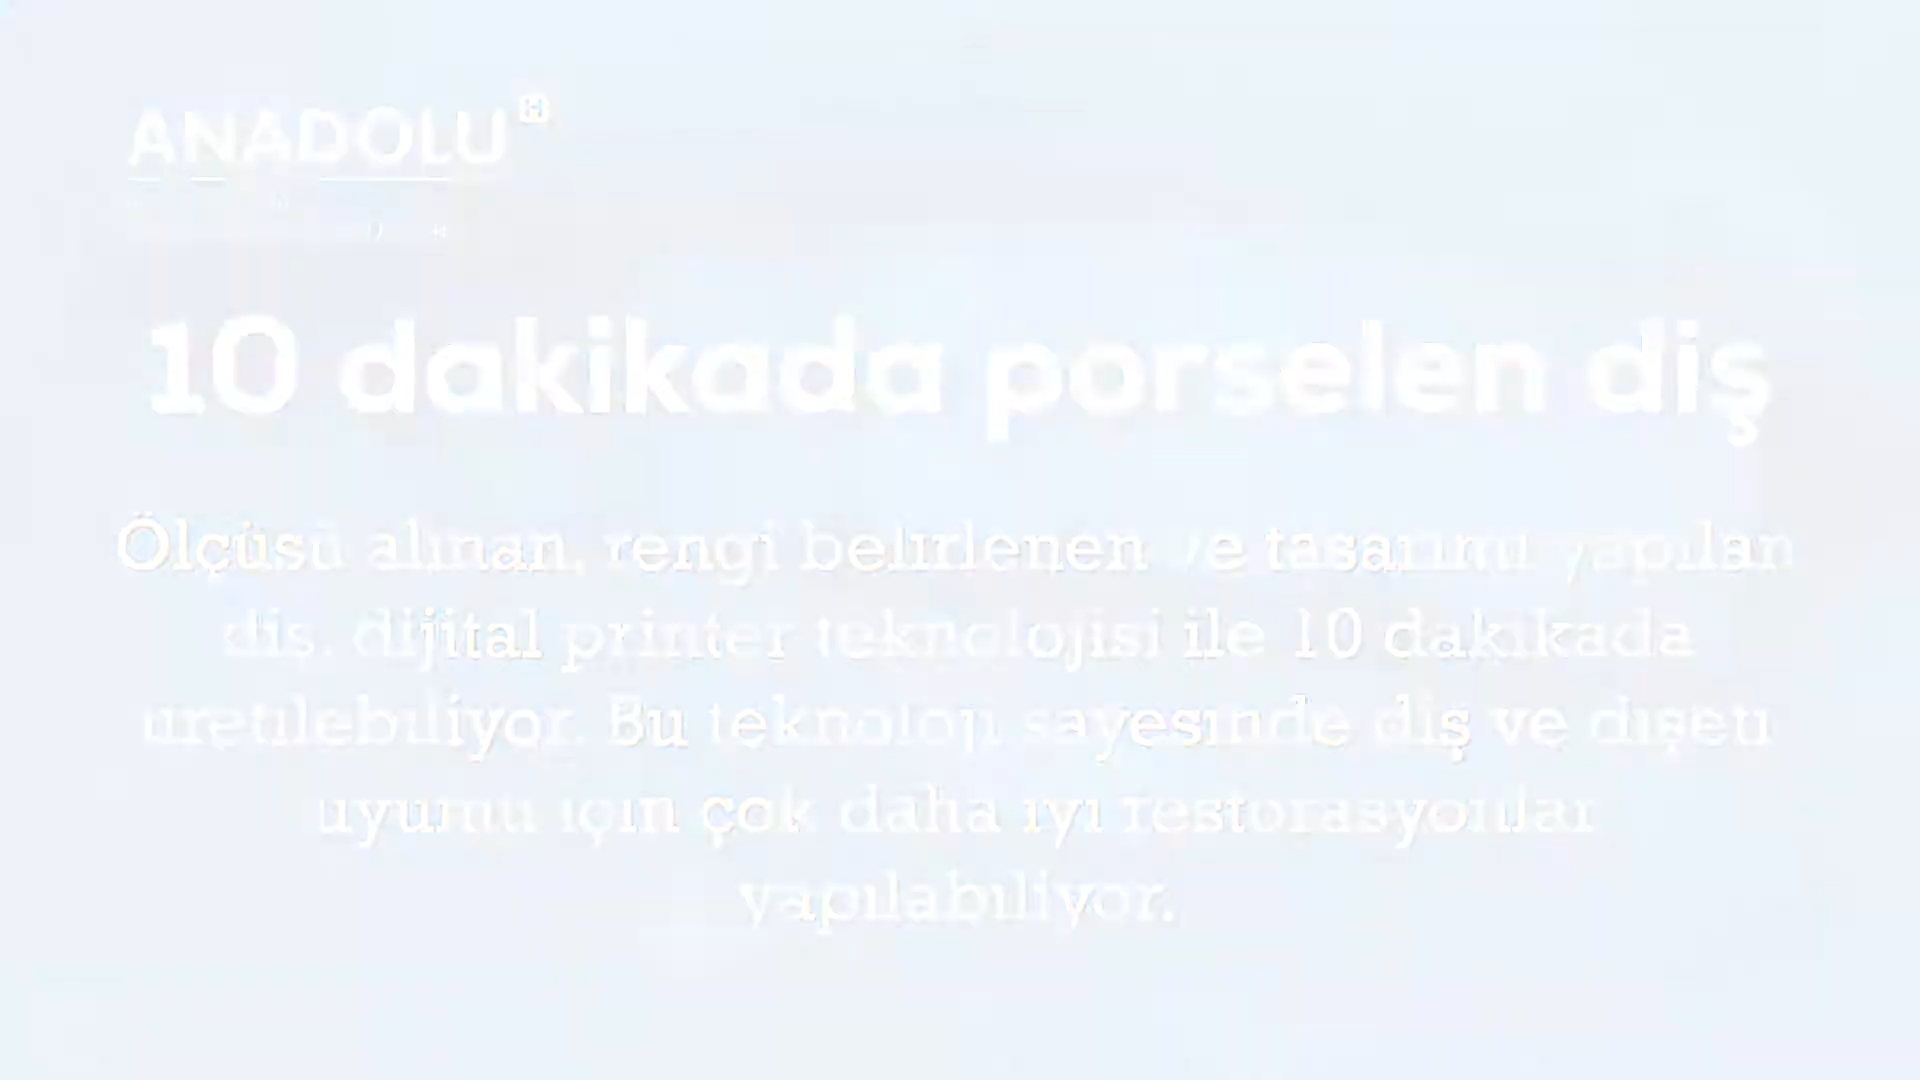 ANADOLU
10 dakikada porselen diş
Ölçüsü alınan, rengi belirlenen ve tasarımı yapılan
diş, dijital printer teknolojisi ile 10 dakikada
üretilebiliyor. Bu teknoloji sayesinde diş ve dişeti
uyumu için çok daha iyi restorasyonlar
yapılabiliyor.